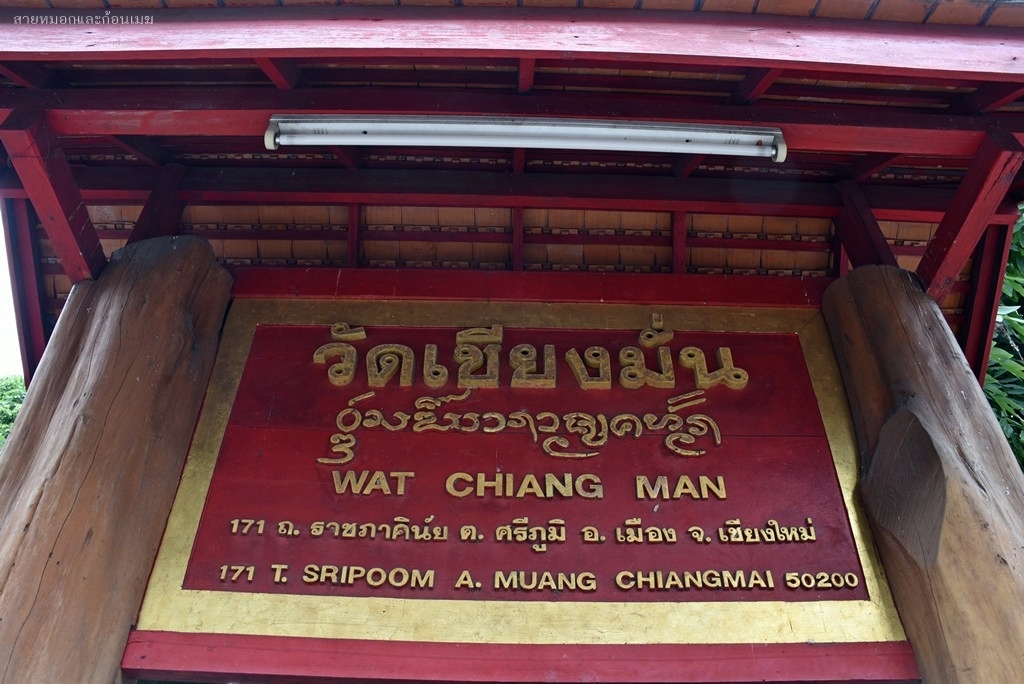 สายหมอกและก้อนเมฆ
วัดเชียงมั่น
WAT CHIANG MAN
171 ถ. ราชภาคินัย ต. ศรีภูมิ อ. เมือง จ. เชียงใหม่
171 T. SRIPOOM A. MUANG CHIANGMAI 50200